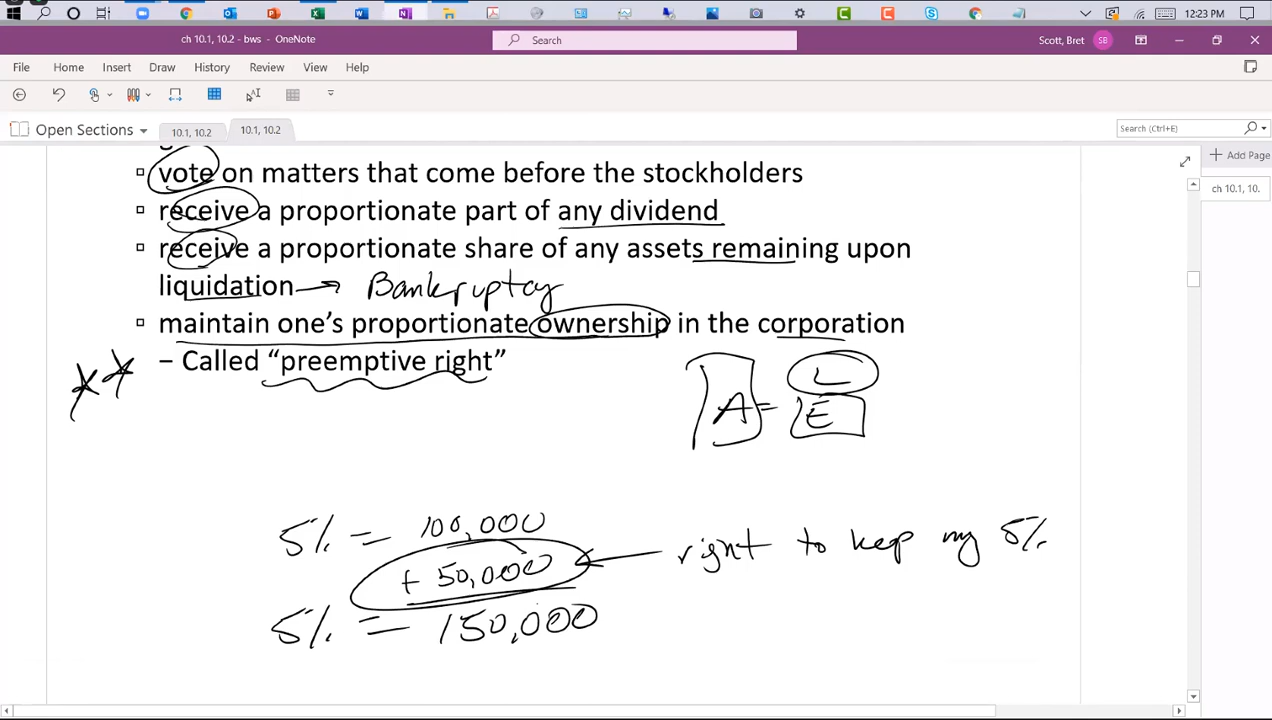 12:23 PM
ch 10.1, 10.2 - bws - OneNote
Search
Scott, Bret
SB
File Home Insert Draw History Review View Help
Open Sections
10.1, 10.2
10.1, 10.2
Search (Ctrl+E)
Add Page
ch 10.1, 10.
vote on matters that come before the stockholders
receive a proportionate part of any dividend
receive a proportionate share of any assets remaining upon
liquidation → Bankruptcy
maintain one’s proportionate ownership in the corporation
– Called “preemptive right”
A = L
E
5% = 100,000
+ 50,000 ← right to keep my 5%
5% = 150,000